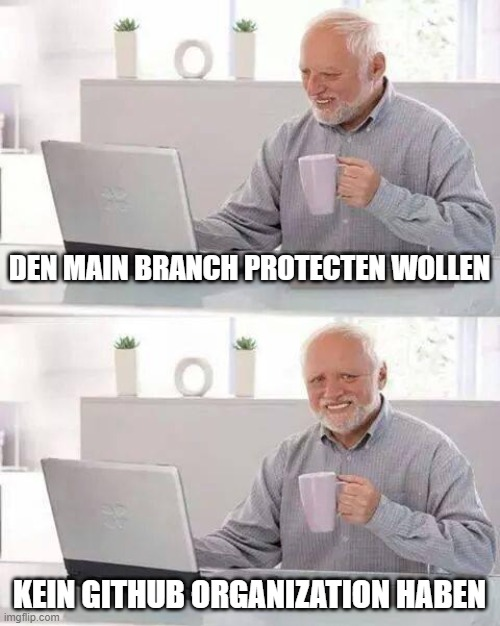 DEN MAIN BRANCH PROTECTEN WOLLEN
KEIN GITHUB ORGANIZATION HABEN
imgflip.com